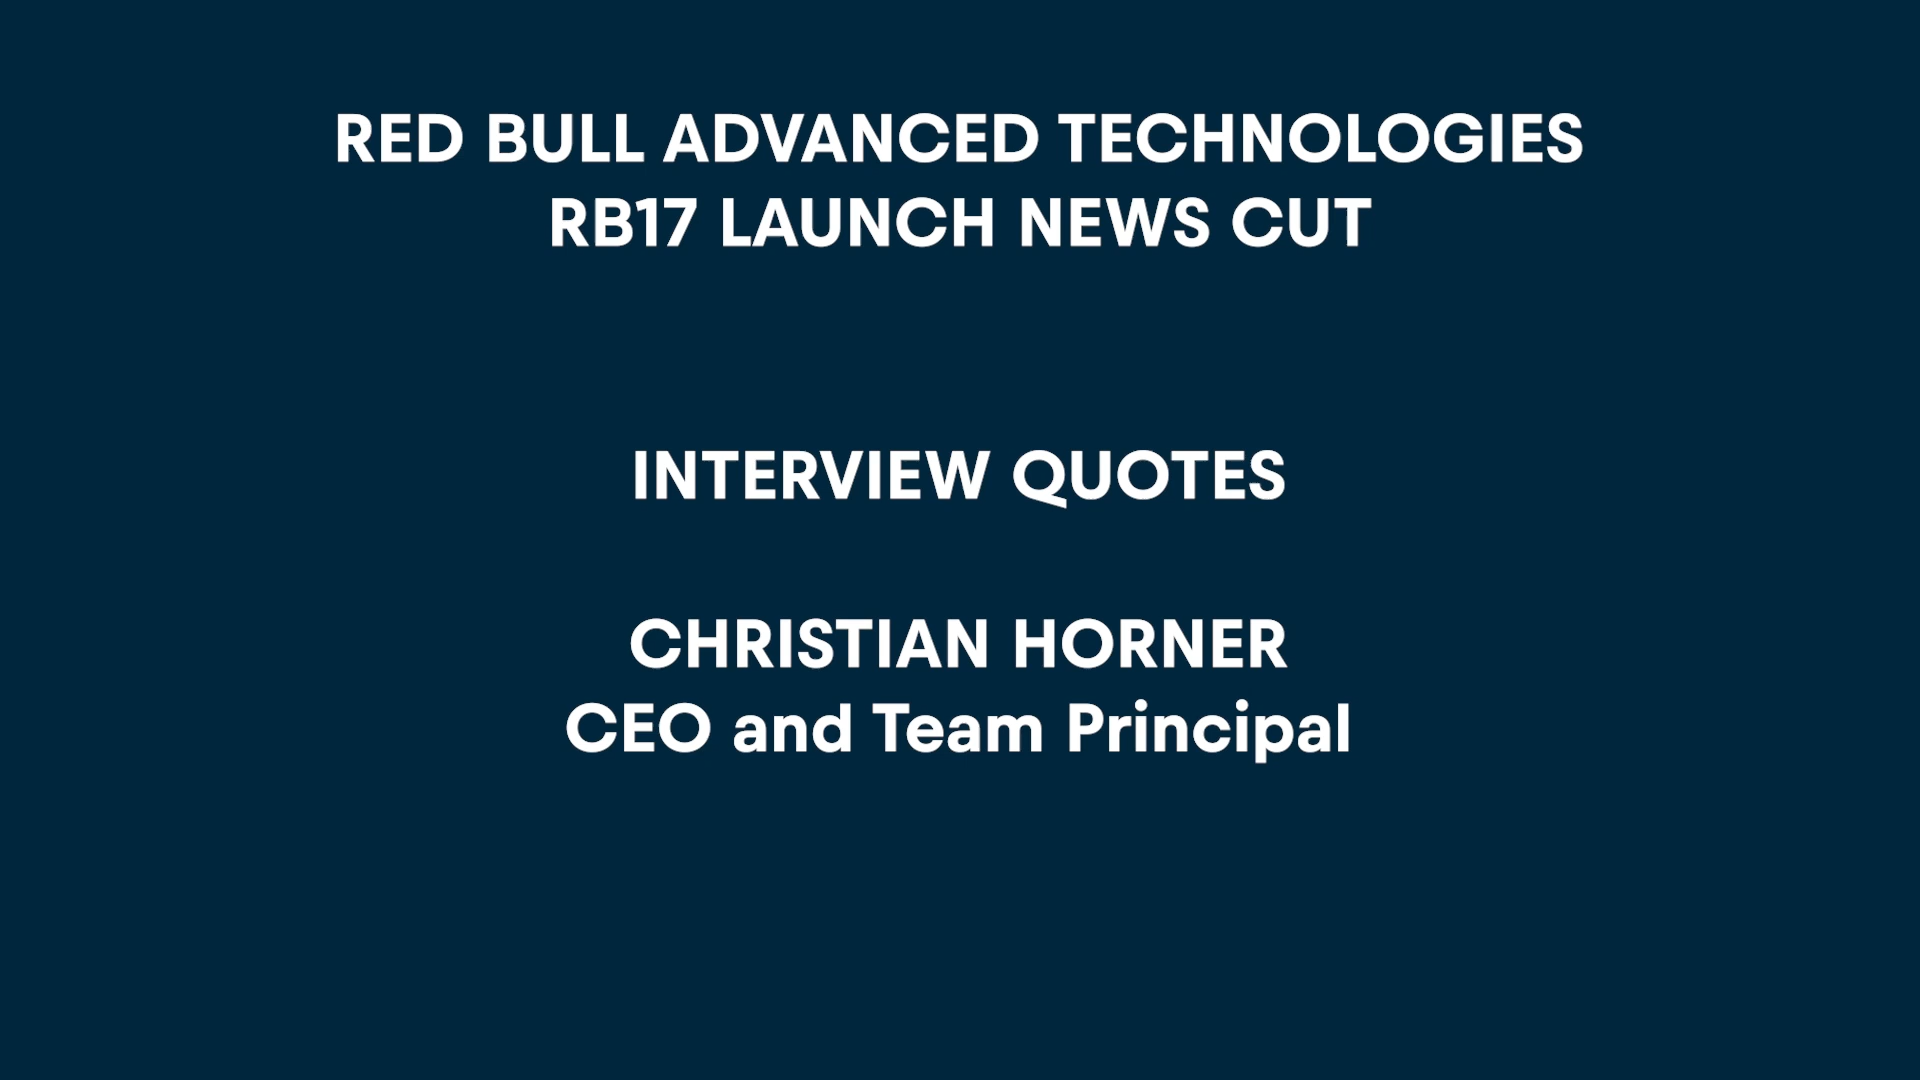 RED BULL ADVANCED TECHNOLOGIES
RB17 LAUNCH NEWS CUT
INTERVIEW QUOTES
CHRISTIAN HORNER
CEO and Team Principal